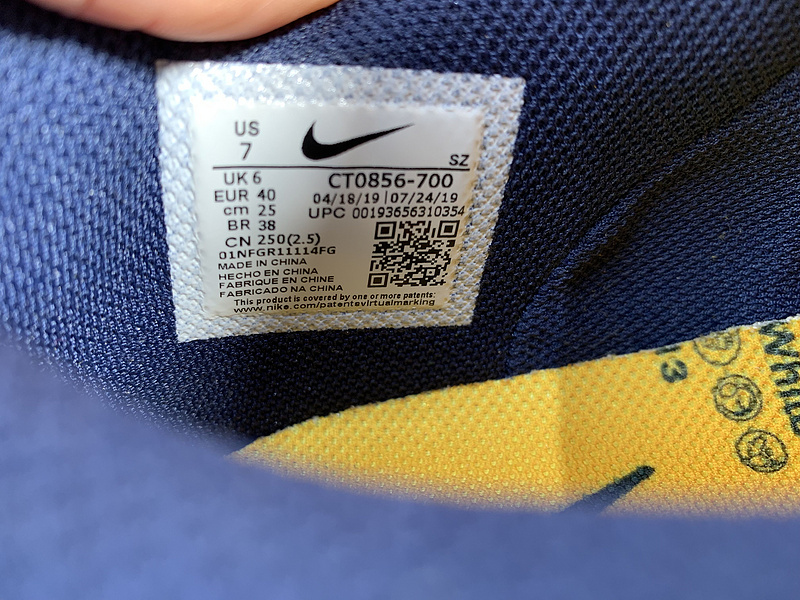 US
7
SZ
UK 6
EUR 40
cm 25
BR 38
CN 250(2.5)
CT0856-700
04/18/19|07/24/19
UPC 00193656310354
01NFGR11114FG
MADE IN CHINA
HECHO EN CHINA
FABRIQUE EN CHINE
FABRICADO NA CHINA
This product is covered by one or more patents:
www.nike.com/patentsvirtualmarking